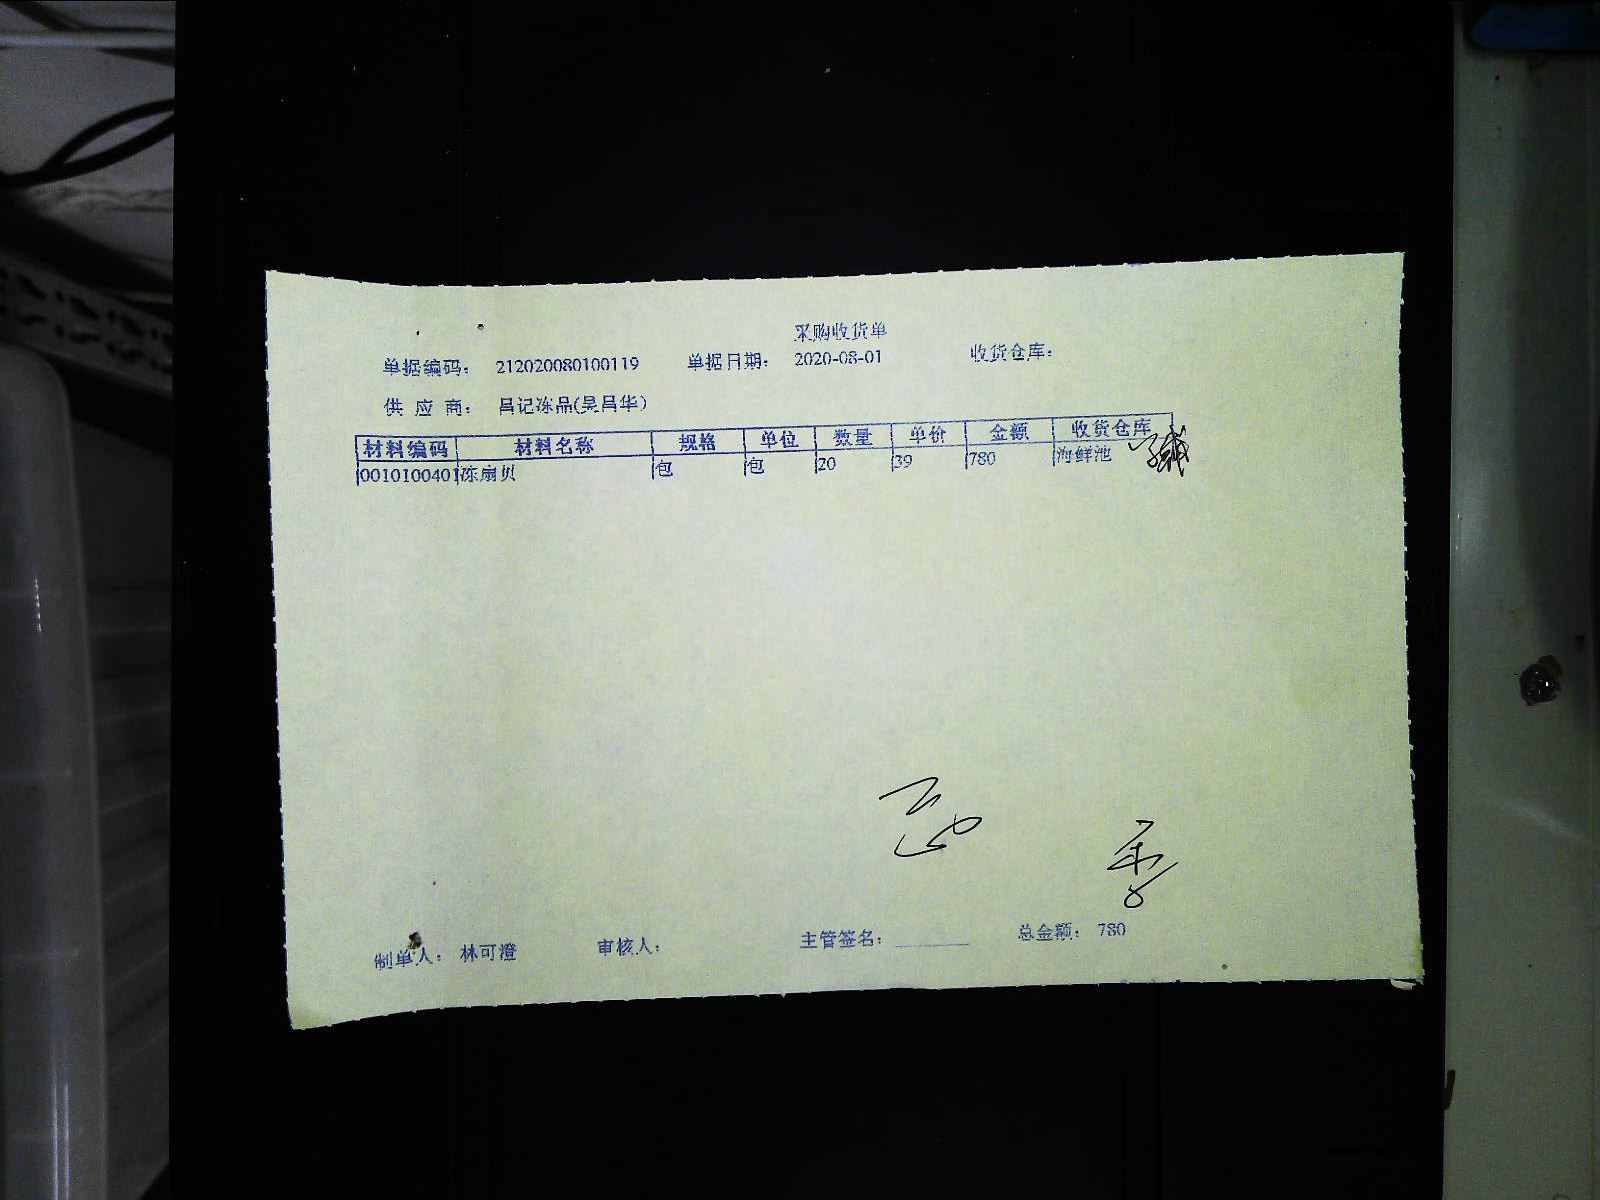 采购收货单
单据编码： 212020080100119 单据日期： 2020-08-01 收货仓库：
供 应 商： 昌记冻品(吴昌华)
材料编码 材料名称 规格 单位 数量 单价 金额 收货仓库
0010100401 冻扇贝 包 包 20 39 780 海鲜池
制单人： 林可澄 审核人： 主管签名： 总金额： 780